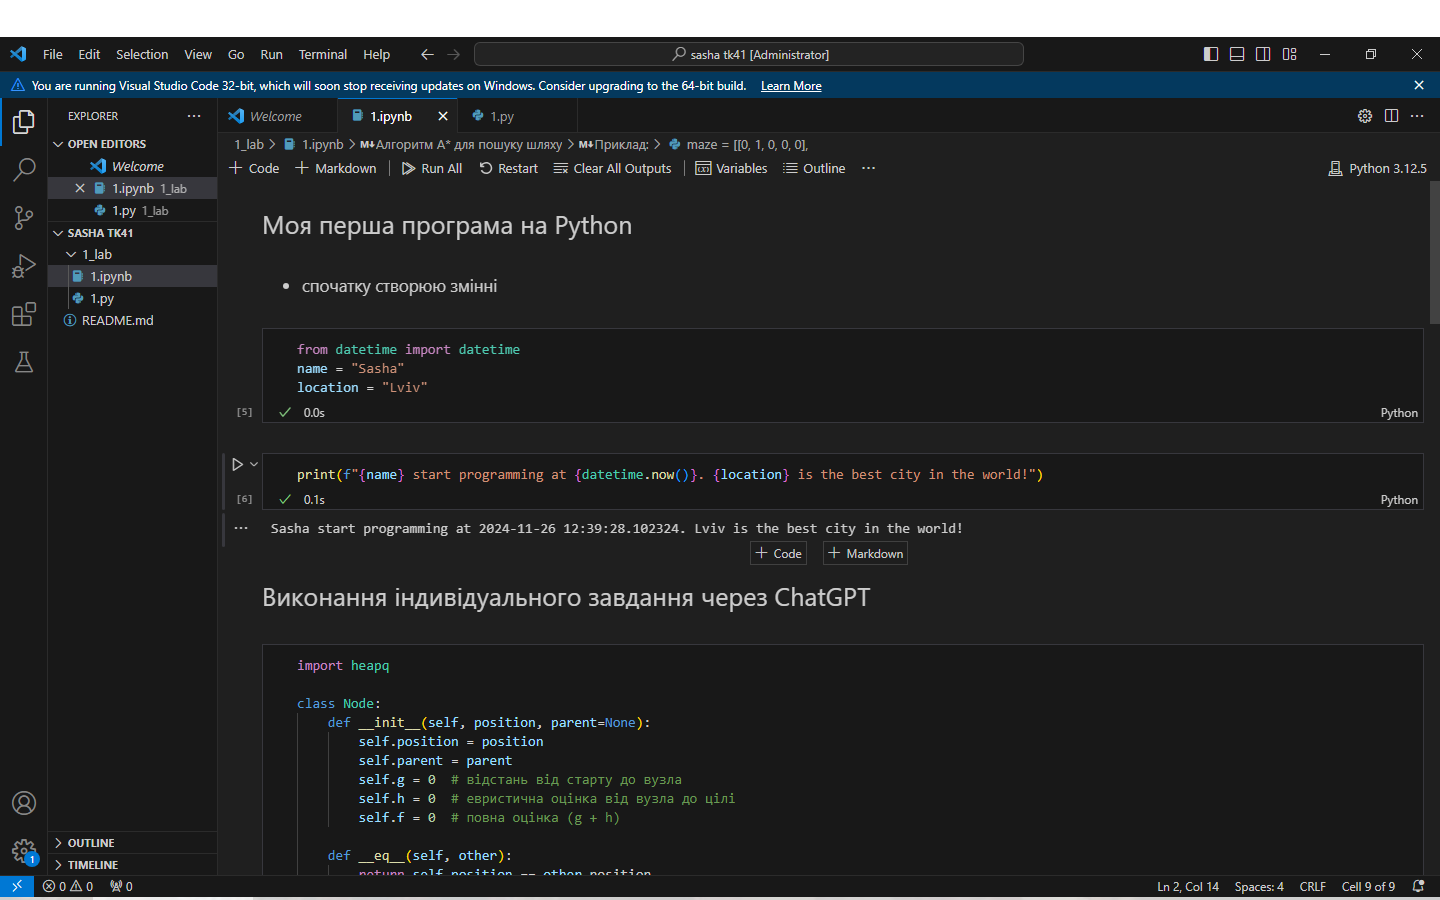 File Edit Selection View Go Run Terminal Help
sasha tk41 [Administrator]
You are running Visual Studio Code 32-bit, which will soon stop receiving updates on Windows. Consider upgrading to the 64-bit build. Learn More
EXPLORER
OPEN EDITORS
Welcome
1.ipynb 1_lab
1.py 1_lab
SASHA TK41
1_lab
1.ipynb
1.py
README.md
OUTLINE
TIMELINE
Welcome 1.ipynb 1.py
1_lab > 1.ipynb > M↓Алгоритм A* для пошуку шляху > M↓Приклад: > maze = [[0, 1, 0, 0, 0],
+ Code + Markdown Run All Restart Clear All Outputs Variables Outline ... Python 3.12.5
Моя перша програма на Python
• спочатку створюю змінні
from datetime import datetime
name = "Sasha"
location = "Lviv"
[5] 0.0s Python
print(f"{name} start programming at {datetime.now()}. {location} is the best city in the world!")
[6] 0.1s Python
Sasha start programming at 2024-11-26 12:39:28.102324. Lviv is the best city in the world!
+ Code + Markdown
Виконання індивідуального завдання через ChatGPT
import heapq
class Node:
def __init__(self, position, parent=None):
self.position = position
self.parent = parent
self.g = 0 # відстань від старту до вузла
self.h = 0 # евристична оцінка від вузла до цілі
self.f = 0 # повна оцінка (g + h)
def __eq__(self, other):
return self.position == other.position
1
0 0 0
Ln 2, Col 14 Spaces: 4 CRLF Cell 9 of 9